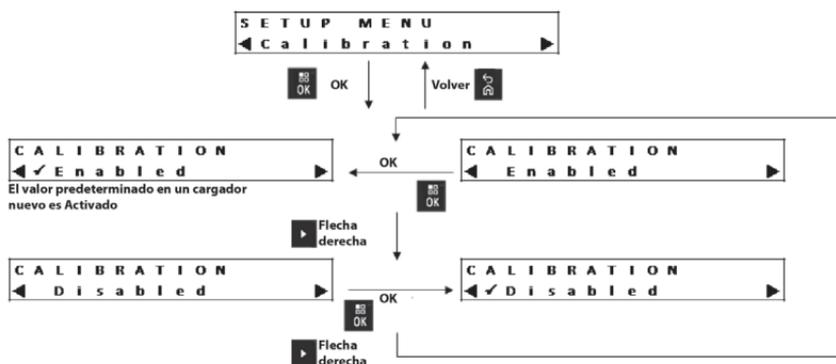 SETUP MENU
Calibration
OK
OK
Volver
CALIBRATION
✓Enabled
El valor predeterminado en un cargador
nuevo es Activado
OK
OK
CALIBRATION
Enabled
Flecha
derecha
CALIBRATION
Disabled
OK
OK
CALIBRATION
✓Disabled
Flecha
derecha